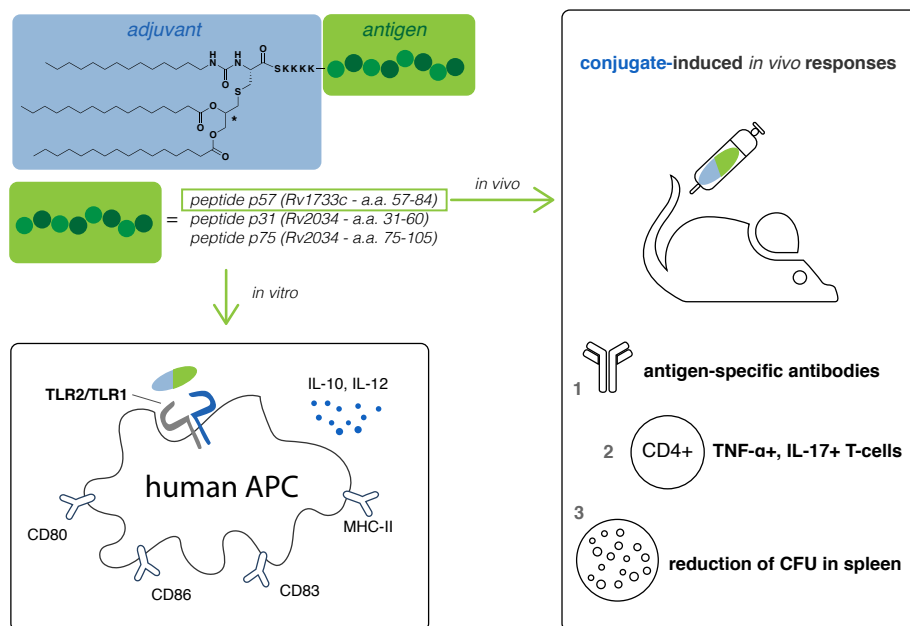 adjuvant
antigen
H
N
H
N
O
O
SKKKK
S
O
O
*
O
O
= peptide p57 (Rv1733c - a.a. 57-84)
peptide p31 (Rv2034 - a.a. 31-60)
peptide p75 (Rv2034 - a.a. 75-105)
in vivo
in vitro
TLR2/TLR1
IL-10, IL-12
human APC
CD80
CD86
CD83
MHC-II
conjugate-induced in vivo responses
1 antigen-specific antibodies
2 CD4+ TNF-α+, IL-17+ T-cells
3
reduction of CFU in spleen